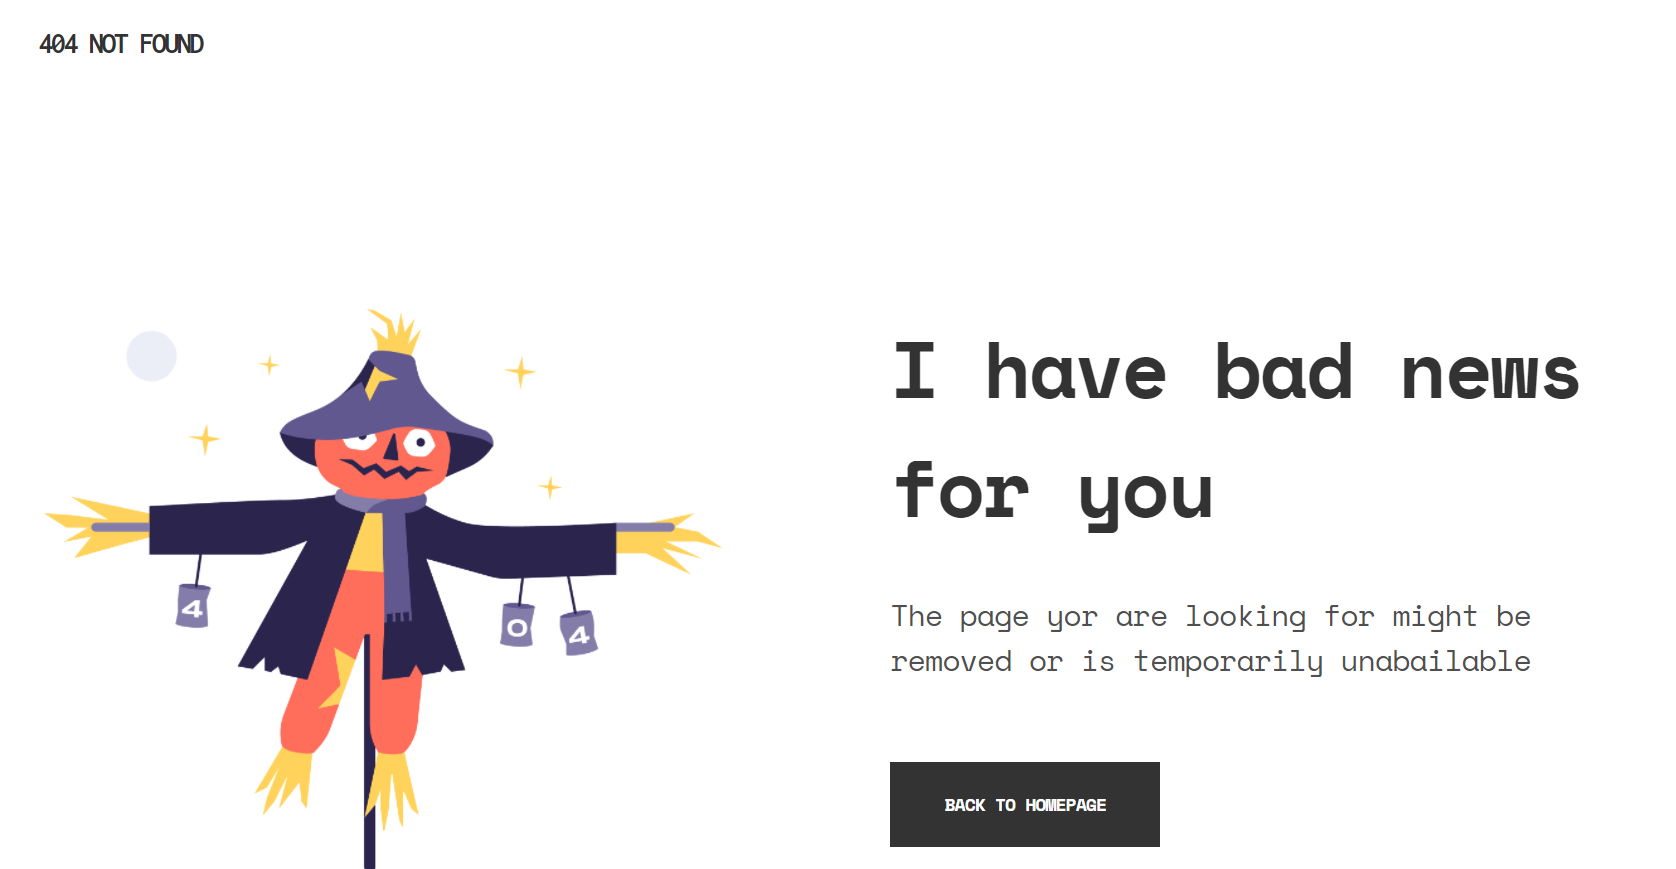 404 NOT FOUND
I have bad news
for you
4
0
4
The page yor are looking for might be
removed or is temporarily unabailable
BACK TO HOMEPAGE